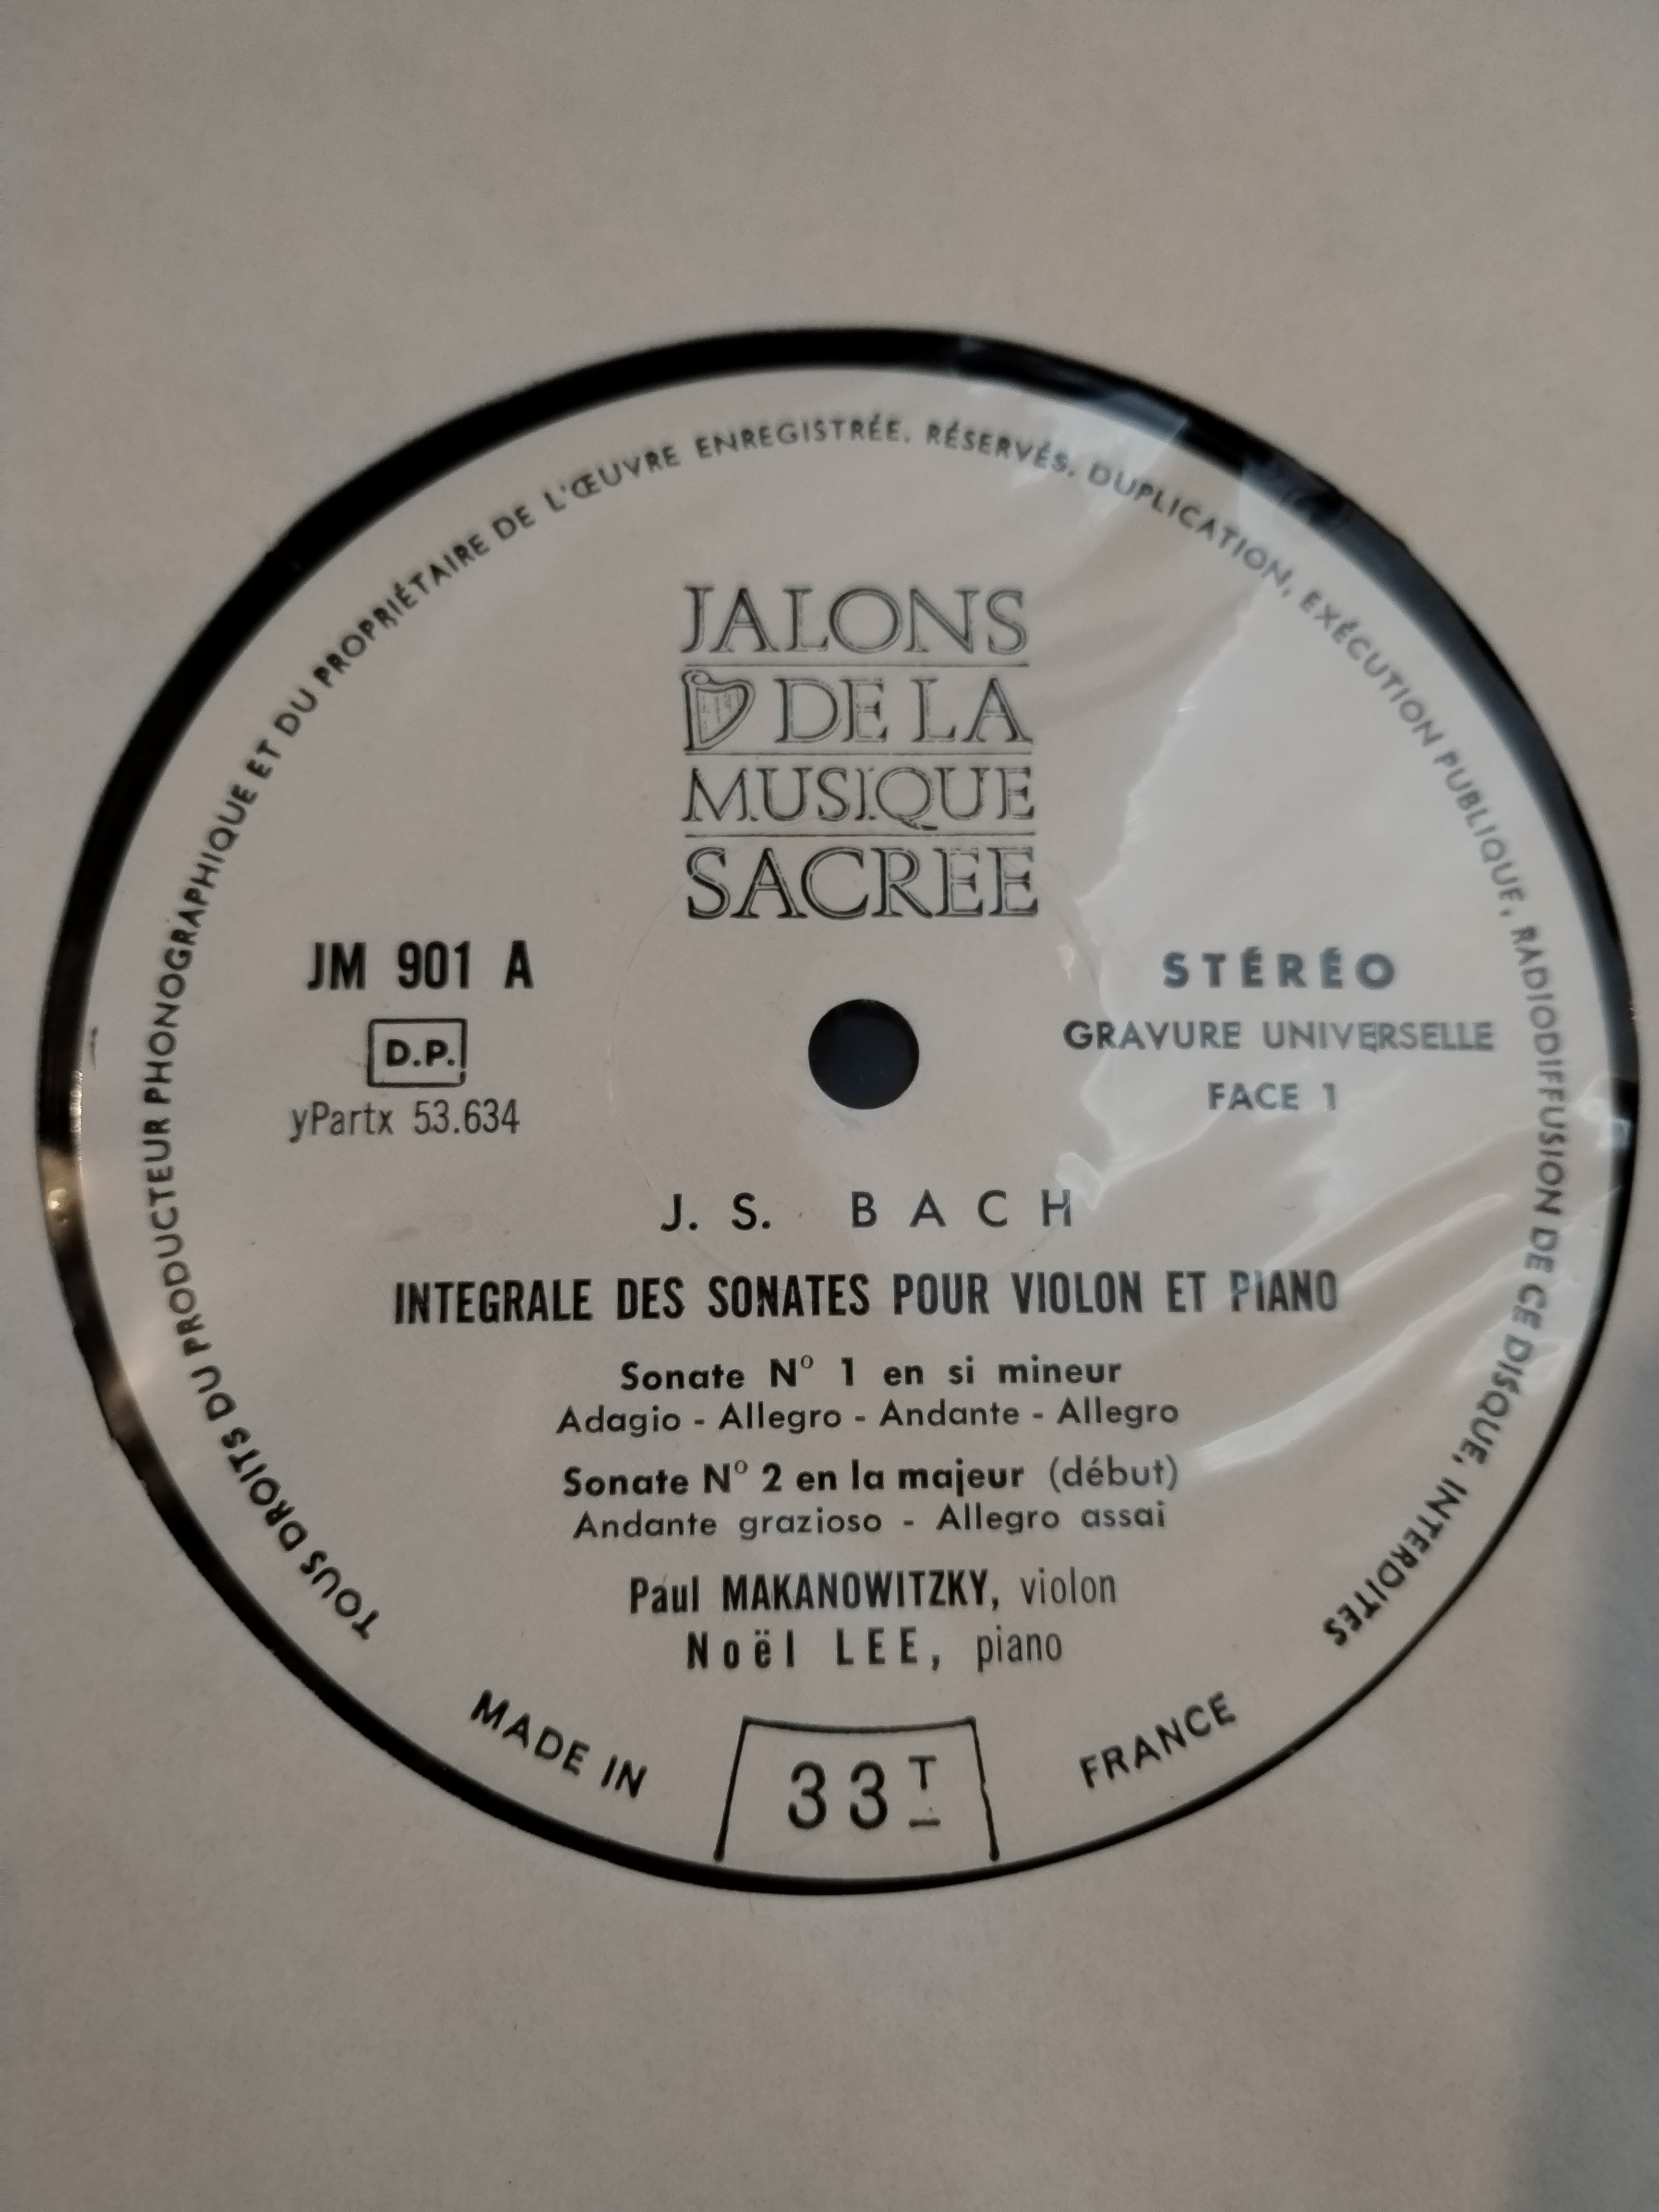 TOUS DROITS DU PRODUCTEUR PHONOGRAPHIQUE ET DU PROPRIÉTAIRE DE L'ŒUVRE ENREGISTRÉE. RÉSERVÉS. DUPLICATION, EXÉCUTION PUBLIQUE, RADIODIFFUSION DE CE DISQUE, INTERDITES
JALONS
DE LA
MUSIQUE
SACREE
JM 901 A
D.P.
yPartx 53.634
STÉRÉO
GRAVURE UNIVERSELLE
FACE 1
J. S. BACH
INTEGRALE DES SONATES POUR VIOLON ET PIANO
Sonate Nº 1 en si mineur
Adagio - Allegro - Andante - Allegro
Sonate Nº 2 en la majeur (début)
Andante grazioso - Allegro assai
Paul MAKANOWITZKY, violon
Noël LEE, piano
MADE IN FRANCE
33T